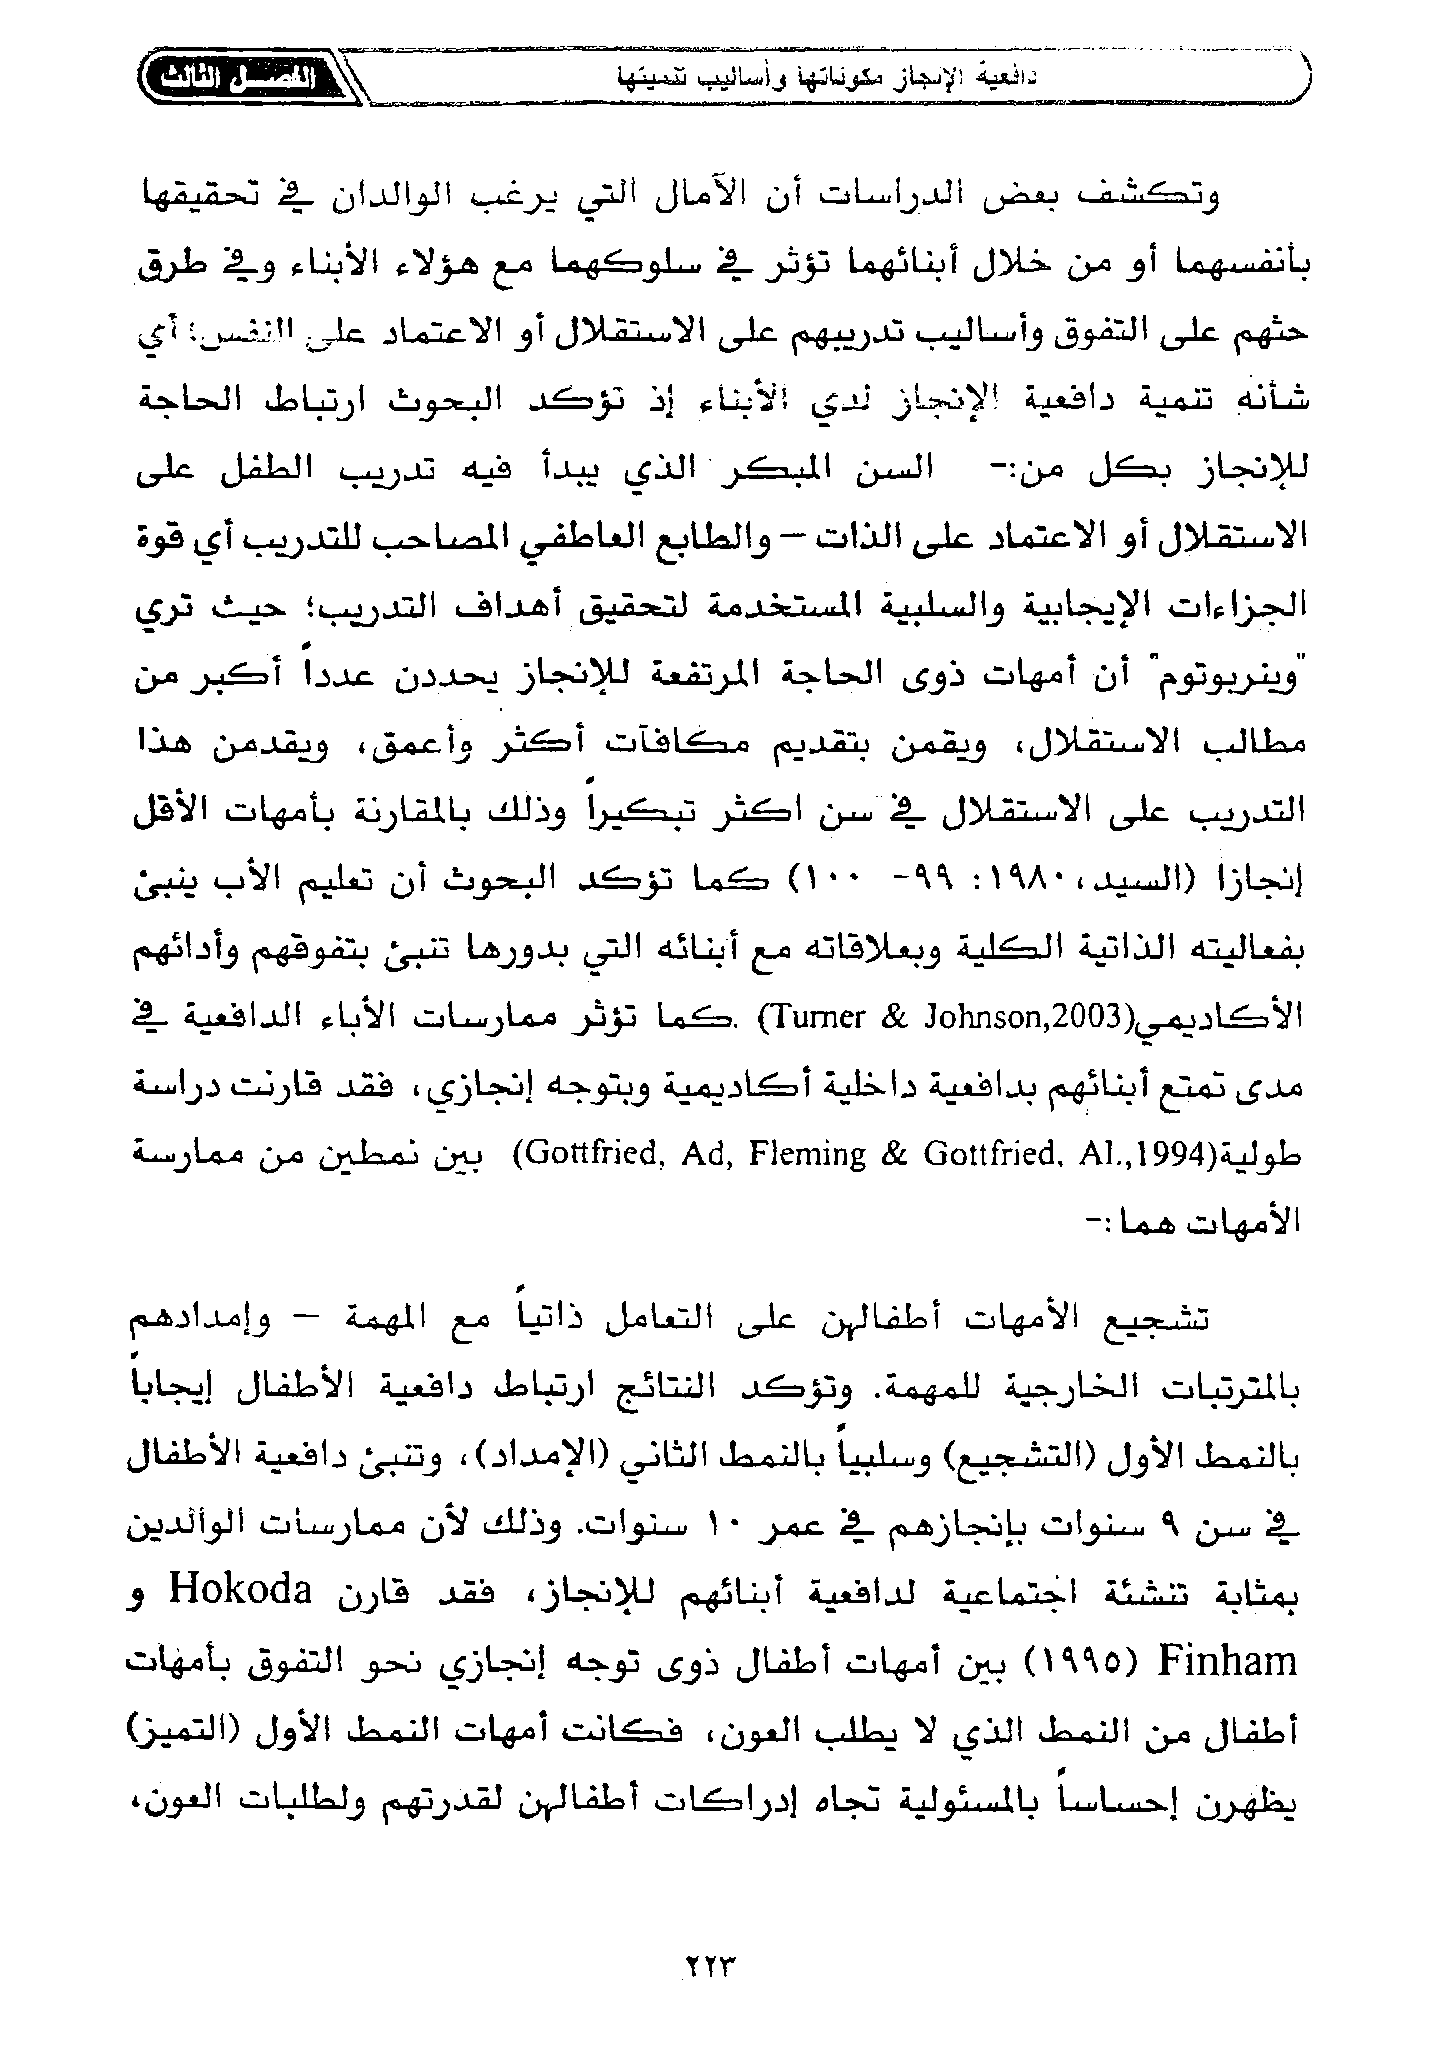 دافعية الإنجاز مكوناتها وأساليب تنميتها
الفصل الثالث
وتكشف بعض الدراسات أن الآمال التي يرغب الوالدان في تحقيقها
بأنفسهما أو من خلال أبنائهما تؤثر في سلوكهما مع هؤلاء الأبناء وفي طرق
حثهم على التفوق وأساليب تدريبهم على الاستقلال أو الاعتماد على النفس؛ أي
شأنه تنمية دافعية الإنجاز لدي الأبناء إذ تؤكد البحوث ارتباط الحاجة
للإنجاز بكل من:- السن المبكر الذي يبدأ فيه تدريب الطفل على
الاستقلال أو الاعتماد على الذات – والطابع العاطفي المصاحب للتدريب أي قوة
الجزاءات الإيجابية والسلبية المستخدمة لتحقيق أهداف التدريب؛ حيث تري
"وينربوتوم" أن أمهات ذوى الحاجة المرتفعة للإنجاز يحددن عدداً أكبر من
مطالب الاستقلال، ويقمن بتقديم مكافآت أكثر وأعمق، ويقدمن هذا
التدريب على الاستقلال في سن اكثر تبكيراً وذلك بالمقارنة بأمهات الأقل
إنجازا (السيد، ١٩٨٠: ٩٩- ١٠٠) كما تؤكد البحوث أن تعليم الأب ينبئ
بفعاليته الذاتية الكلية وبعلاقاته مع أبنائه التي بدورها تنبئ بتفوقهم وأدائهم
الأكاديمي(Turner & Johnson,2003) .كما تؤثر ممارسات الأباء الدافعية في
مدى تمتع أبنائهم بدافعية داخلية أكاديمية وبتوجه إنجازي، فقد قارنت دراسة
طولية(Gottfried, Ad, Fleming & Gottfried, Al.,1994) بين نمطين من ممارسة
الأمهات هما :-
تشجيع الأمهات أطفالهن على التعامل ذاتياً مع المهمة – وإمدادهم
بالمترتبات الخارجية للمهمة. وتؤكد النتائج ارتباط دافعية الأطفال إيجاباً
بالنمط الأول (التشجيع) وسلبياً بالنمط الثاني (الإمداد)، وتنبئ دافعية الأطفال
في سن ٩ سنوات بإنجازهم في عمر ١٠ سنوات. وذلك لأن ممارسات الوالدين
بمثابة تنشئة اجتماعية لدافعية أبنائهم للإنجاز، فقد قارن Hokoda و
Finham (١٩٩٥) بين أمهات أطفال ذوى توجه إنجازي نحو التفوق بأمهات
أطفال من النمط الذي لا يطلب العون، فكانت أمهات النمط الأول (التميز)
يظهرن إحساساً بالمسئولية تجاه إدراكات أطفالهن لقدرتهم ولطلبات العون،
٢٢٣